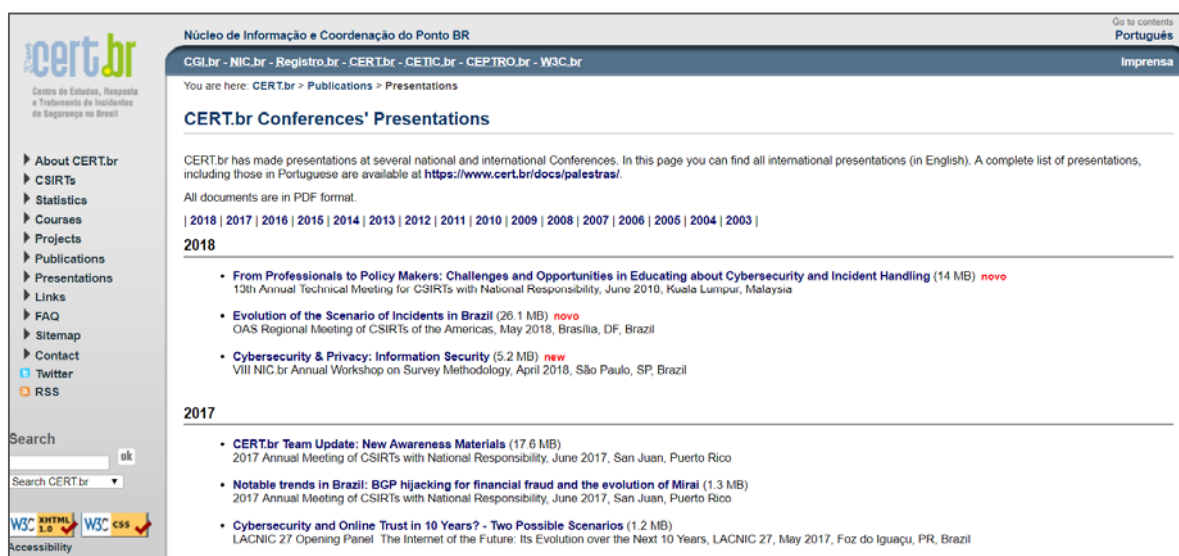 Go to contents
Núcleo de Informação e Coordenação do Ponto BR
Português
CGI.br - NIC.br - Registro.br - CERT.br - CETIC.br - CEPTRO.br - W3C.br
Imprensa
cert.br
Centro de Estudos, Resposta
e Tratamento de Incidentes
de Segurança no Brasil
You are here: CERT.br > Publications > Presentations
CERT.br Conferences' Presentations
About CERT.br
CSIRTs
Statistics
Courses
Projects
Publications
Presentations
Links
FAQ
Sitemap
Contact
Twitter
RSS
Search
ok
Search CERT.br
W3C XHTML 1.0
W3C css
Accessibility
CERT.br has made presentations at several national and international Conferences. In this page you can find all international presentations (in English). A complete list of presentations,
including those in Portuguese are available at https://www.cert.br/docs/palestras/.
All documents are in PDF format.
| 2018 | 2017 | 2016 | 2015 | 2014 | 2013 | 2012 | 2011 | 2010 | 2009 | 2008 | 2007 | 2006 | 2005 | 2004 | 2003 |
2018
• From Professionals to Policy Makers: Challenges and Opportunities in Educating about Cybersecurity and Incident Handling (14 MB) novo
13th Annual Technical Meeting for CSIRTs with National Responsibility, June 2018, Kuala Lumpur, Malaysia
• Evolution of the Scenario of Incidents in Brazil (26.1 MB) novo
OAS Regional Meeting of CSIRTs of the Americas, May 2018, Brasília, DF, Brazil
• Cybersecurity & Privacy: Information Security (5.2 MB) new
VIII NIC.br Annual Workshop on Survey Methodology, April 2018, São Paulo, SP, Brazil
2017
• CERT.br Team Update: New Awareness Materials (17.6 MB)
2017 Annual Meeting of CSIRTs with National Responsibility, June 2017, San Juan, Puerto Rico
• Notable trends in Brazil: BGP hijacking for financial fraud and the evolution of Mirai (1.3 MB)
2017 Annual Meeting of CSIRTs with National Responsibility, June 2017, San Juan, Puerto Rico
• Cybersecurity and Online Trust in 10 Years? - Two Possible Scenarios (1.2 MB)
LACNIC 27 Opening Panel The Internet of the Future: Its Evolution over the Next 10 Years, LACNIC 27, May 2017, Foz do Iguaçu, PR, Brazil